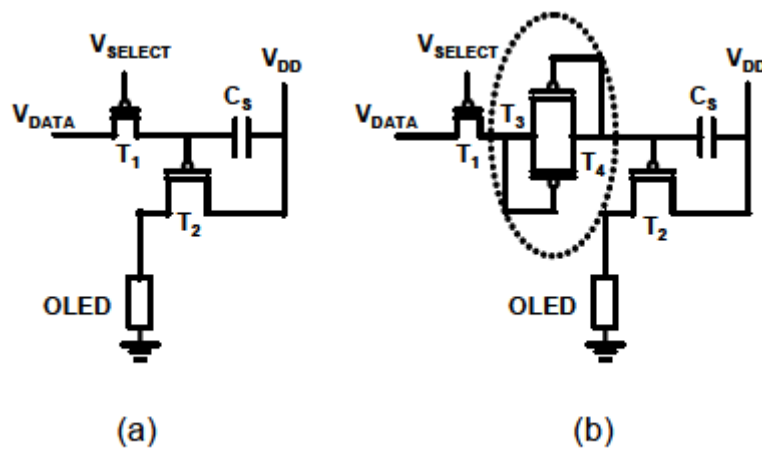 V_SELECT
V_DD
C_S
V_DATA
T_1
T_2
OLED
(a)
V_SELECT
V_DD
C_S
T_3
V_DATA
T_1
T_4
T_2
OLED
(b)